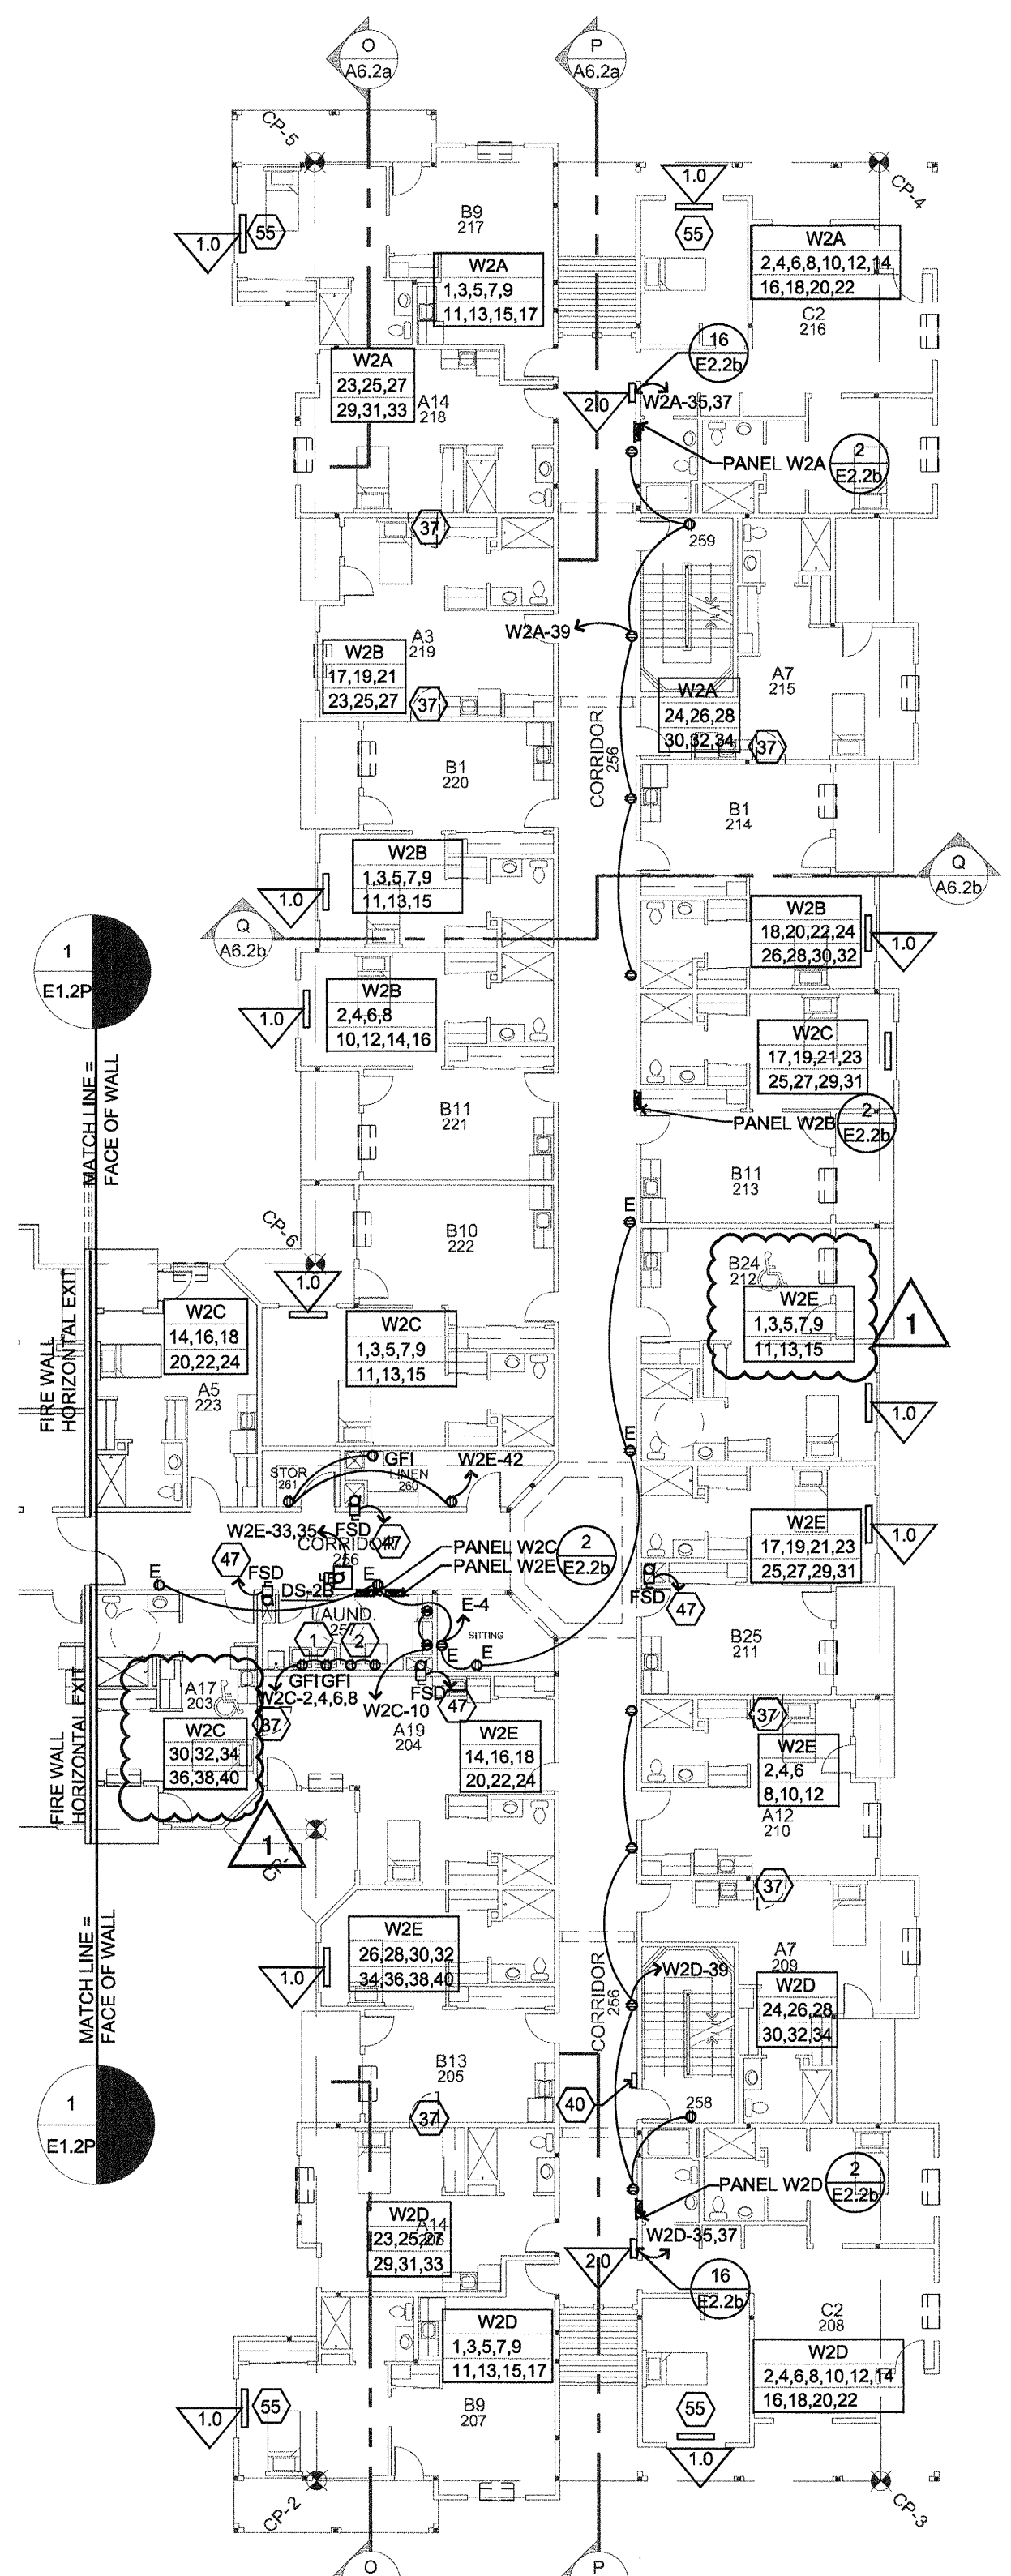 O
A6.2a
P
A6.2a
CP-5
CP-4
1.0
55
B9
217
1.0
55
W2A
2,4,6,8,10,12,14
16,18,20,22
C2
216
W2A
1,3,5,7,9
11,13,15,17
W2A
23,25,27
29,31,33
A14
218
16
E2.2b
2.0
W2A-35,37
PANEL W2A
2
E2.2b
37
259
W2A-39
A3
219
W2B
17,19,21
23,25,27
37
A7
215
W2A
24,26,28
30,32,34
37
CORRIDOR
256
B1
220
B1
214
W2B
1,3,5,7,9
11,13,15
1.0
Q
A6.2b
Q
A6.2b
W2B
18,20,22,24
26,28,30,32
1.0
1
E1.2P
W2B
2,4,6,8
10,12,14,16
1.0
W2C
17,19,21,23
25,27,29,31
MATCH LINE =
FACE OF WALL
B11
221
PANEL W2B
2
E2.2b
B11
213
E
B10
222
CP-6
1.0
B24
212
W2E
1,3,5,7,9
11,13,15
1
W2C
14,16,18
20,22,24
A5
223
W2C
1,3,5,7,9
11,13,15
FIRE WALL
HORIZONTAL EXIT
1.0
E
GFI
STOR
261
LINEN
260
W2E-42
W2E-33,35
FSD
47
CORRIDOR
256
W2E
17,19,21,23
25,27,29,31
1.0
47
FSD
E
DS-2B
E
PANEL W2C
PANEL W2E
2
E2.2b
FSD
47
LAUND.
257
1
2
E-4
SITTING
E
E
B25
211
GFI
GFI
W2C-2,4,6,8
W2C-10
FSD
47
A17
203
W2C
30,32,34
36,38,40
37
A19
204
W2E
14,16,18
20,22,24
37
W2E
2,4,6
8,10,12
A12
210
FIRE WALL
HORIZONTAL EXIT
1
37
W2E
26,28,30,32
34,36,38,40
1.0
A7
209
W2D-39
W2D
24,26,28
30,32,34
CORRIDOR
256
MATCH LINE =
FACE OF WALL
B13
205
37
40
258
1
E1.2P
PANEL W2D
2
E2.2b
W2D
23,25,27
29,31,33
A14
206
W2D-35,37
2.0
16
E2.2b
C2
208
W2D
1,3,5,7,9
11,13,15,17
W2D
2,4,6,8,10,12,14
16,18,20,22
B9
207
55
1.0
55
1.0
CP-2
CP-3
O
P